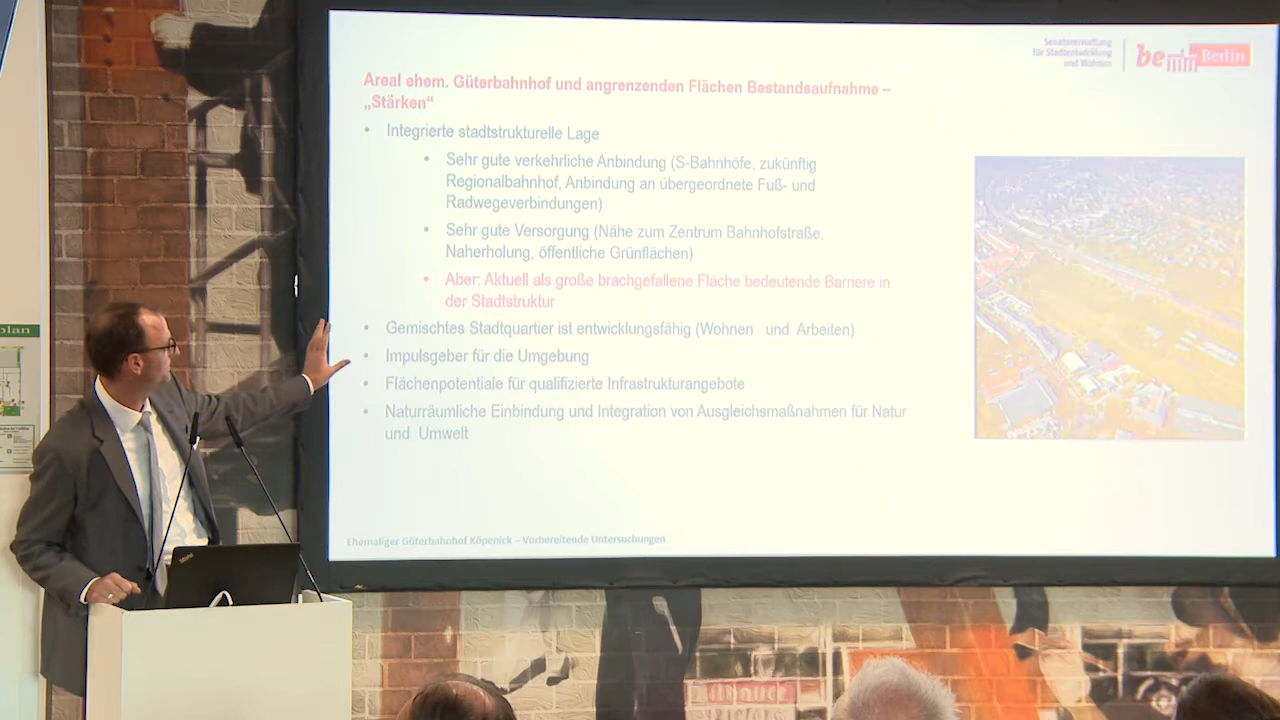 Senatsverwaltung
für Stadtentwicklung
und Wohnen
be Berlin
Areal ehem. Güterbahnhof und angrenzenden Flächen Bestandsaufnahme –
„Stärken“
• Integrierte stadtstrukturelle Lage
• Sehr gute verkehrliche Anbindung (S-Bahnhöfe, zukünftig
Regionalbahnhof, Anbindung an übergeordnete Fuß- und
Radwegeverbindungen)
• Sehr gute Versorgung (Nähe zum Zentrum Bahnhofstraße,
Naherholung, öffentliche Grünflächen)
• Aber: Aktuell als große brachgefallene Fläche bedeutende Barriere in
der Stadtstruktur
• Gemischtes Stadtquartier ist entwicklungsfähig (Wohnen und Arbeiten)
• Impulsgeber für die Umgebung
• Flächenpotentiale für qualifizierte Infrastrukturangebote
• Naturräumliche Einbindung und Integration von Ausgleichsmaßnahmen für Natur
und Umwelt
Ehemaliger Güterbahnhof Köpenick – Vorbereitende Untersuchungen
plan